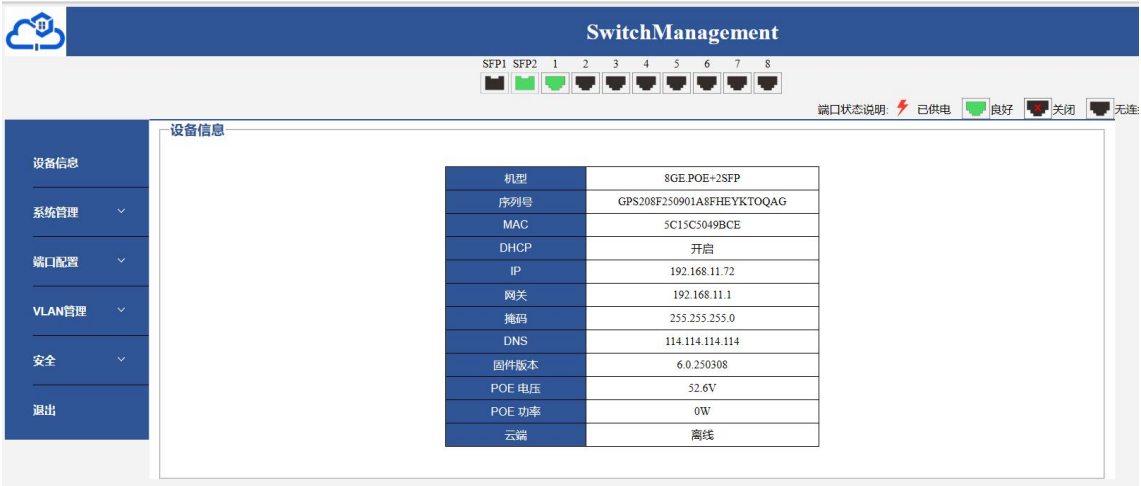 SwitchManagement
SFP1 SFP2 1 2 3 4 5 6 7 8
端口状态说明: 已供电 良好 关闭 无连
设备信息
设备信息
系统管理
端口配置
VLAN管理
安全
退出
机型 8GE.POE+2SFP
序列号 GPS208F250901A8FHEYKTOQAG
MAC 5C15C5049BCE
DHCP 开启
IP 192.168.11.72
网关 192.168.11.1
掩码 255.255.255.0
DNS 114.114.114.114
固件版本 6.0.250308
POE 电压 52.6V
POE 功率 0W
云端 离线